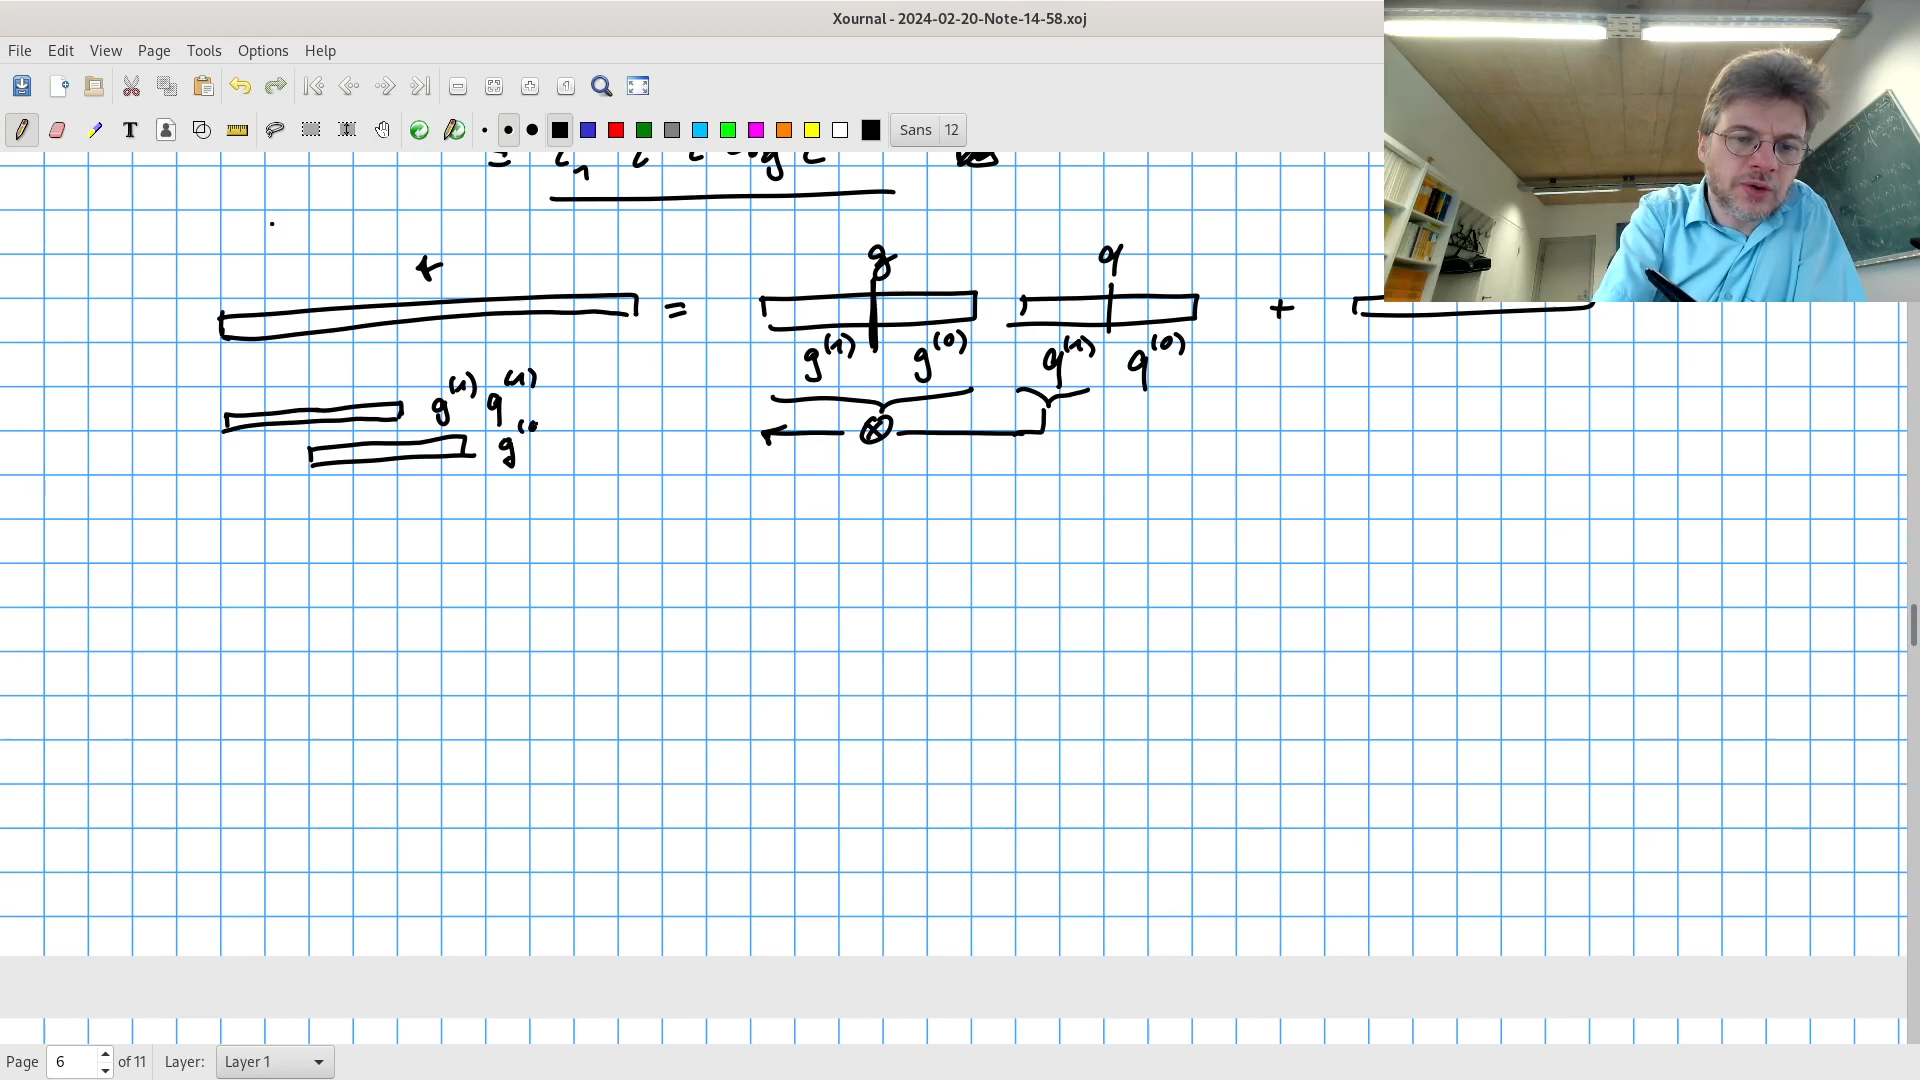 Xournal - 2024-02-20-Note-14-58.xoj
File Edit View Page Tools Options Help
Sans 12
g q
= +
g(1) g(0) q(1) q(0)
g(1) q(1)
⊗
g(
Page 6 of 11 Layer: Layer 1